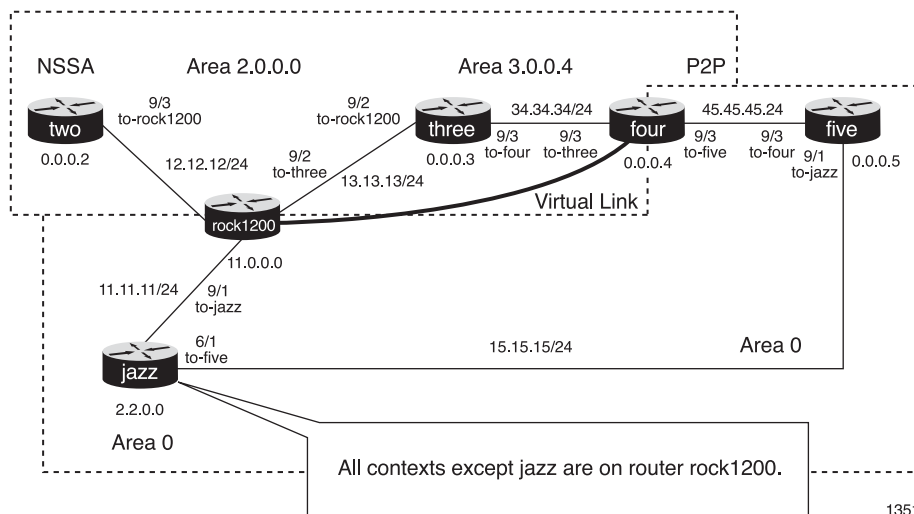 NSSA
Area 2.0.0.0
Area 3.0.0.4
P2P
9/3
to-rock1200
9/2
to-rock1200
34.34.34/24
45.45.45.24
two
three
four
five
0.0.0.2
0.0.0.3
9/3
to-four
9/3
to-three
0.0.0.4
9/3
to-five
9/3
to-four
9/1
to-jazz
0.0.0.5
12.12.12/24
9/2
to-three
13.13.13/24
Virtual Link
rock1200
11.0.0.0
11.11.11/24
9/1
to-jazz
6/1
to-five
15.15.15/24
Area 0
jazz
2.2.0.0
Area 0
All contexts except jazz are on router rock1200.
1351